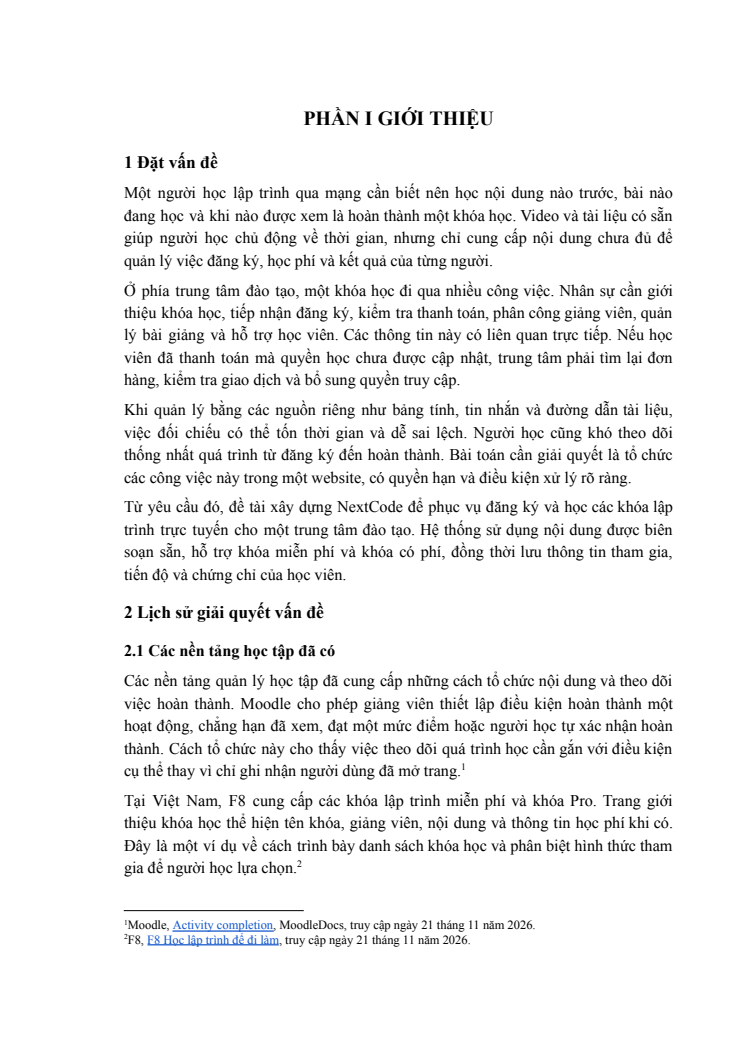 PHẦN I GIỚI THIỆU
1 Đặt vấn đề
Một người học lập trình qua mạng cần biết nên học nội dung nào trước, bài nào
đang học và khi nào được xem là hoàn thành một khóa học. Video và tài liệu có sẵn
giúp người học chủ động về thời gian, nhưng chỉ cung cấp nội dung chưa đủ để
quản lý việc đăng ký, học phí và kết quả của từng người.
Ở phía trung tâm đào tạo, một khóa học đi qua nhiều công việc. Nhân sự cần giới
thiệu khóa học, tiếp nhận đăng ký, kiểm tra thanh toán, phân công giảng viên, quản
lý bài giảng và hỗ trợ học viên. Các thông tin này có liên quan trực tiếp. Nếu học
viên đã thanh toán mà quyền học chưa được cập nhật, trung tâm phải tìm lại đơn
hàng, kiểm tra giao dịch và bổ sung quyền truy cập.
Khi quản lý bằng các nguồn riêng như bảng tính, tin nhắn và đường dẫn tài liệu,
việc đối chiếu có thể tốn thời gian và dễ sai lệch. Người học cũng khó theo dõi
thống nhất quá trình từ đăng ký đến hoàn thành. Bài toán cần giải quyết là tổ chức
các công việc này trong một website, có quyền hạn và điều kiện xử lý rõ ràng.
Từ yêu cầu đó, đề tài xây dựng NextCode để phục vụ đăng ký và học các khóa lập
trình trực tuyến cho một trung tâm đào tạo. Hệ thống sử dụng nội dung được biên
soạn sẵn, hỗ trợ khóa miễn phí và khóa có phí, đồng thời lưu thông tin tham gia,
tiến độ và chứng chỉ của học viên.
2 Lịch sử giải quyết vấn đề
2.1 Các nền tảng học tập đã có
Các nền tảng quản lý học tập đã cung cấp những cách tổ chức nội dung và theo dõi
việc hoàn thành. Moodle cho phép giảng viên thiết lập điều kiện hoàn thành một
hoạt động, chẳng hạn đã xem, đạt một mức điểm hoặc người học tự xác nhận hoàn
thành. Cách tổ chức này cho thấy việc theo dõi quá trình học cần gắn với điều kiện
cụ thể thay vì chỉ ghi nhận người dùng đã mở trang.1
Tại Việt Nam, F8 cung cấp các khóa lập trình miễn phí và khóa Pro. Trang giới
thiệu khóa học thể hiện tên khóa, giảng viên, nội dung và thông tin học phí khi có.
Đây là một ví dụ về cách trình bày danh sách khóa học và phân biệt hình thức tham
gia để người học lựa chọn.2
1Moodle, Activity completion, MoodleDocs, truy cập ngày 21 tháng 11 năm 2026.
2F8, F8 Học lập trình để đi làm, truy cập ngày 21 tháng 11 năm 2026.